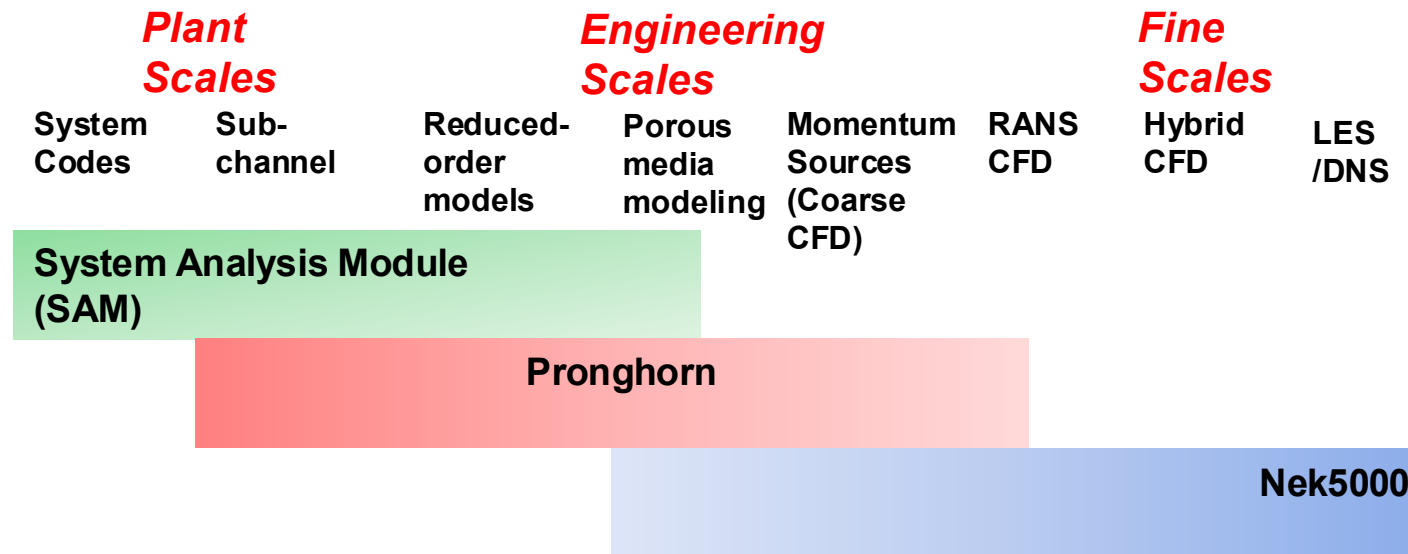 Plant
Scales
Engineering
Scales
Fine
Scales
System
Codes
Sub-
channel
Reduced-
order
models
Porous
media
modeling
Momentum
Sources
(Coarse
CFD)
RANS
CFD
Hybrid
CFD
LES
/DNS
System Analysis Module
(SAM)
Pronghorn
Nek5000